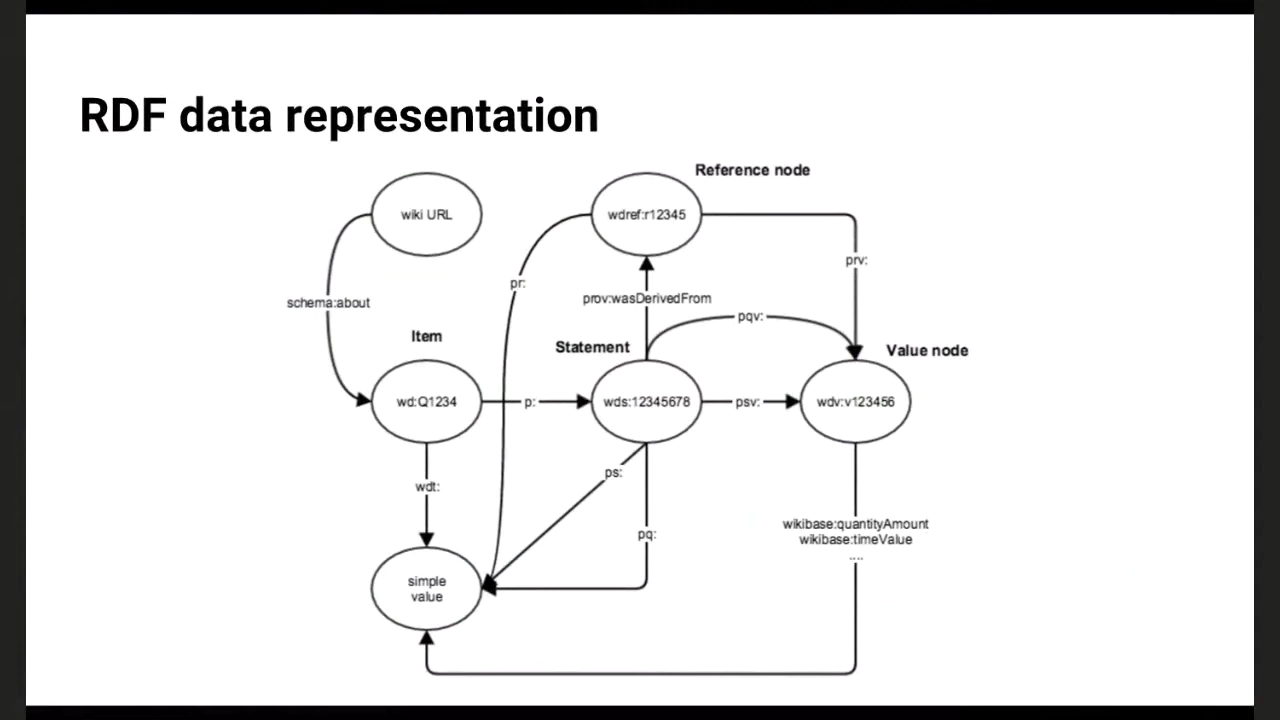 RDF data representation
Reference node
wiki URL
wdref:r12345
prv:
pr:
schema:about
prov:wasDerivedFrom
pqv:
Item
Statement
Value node
wd:Q1234
p:
wds:12345678
psv:
wdv:v123456
ps:
wdt:
wikibase:quantityAmount
pq:
wikibase:timeValue
....
simple
value